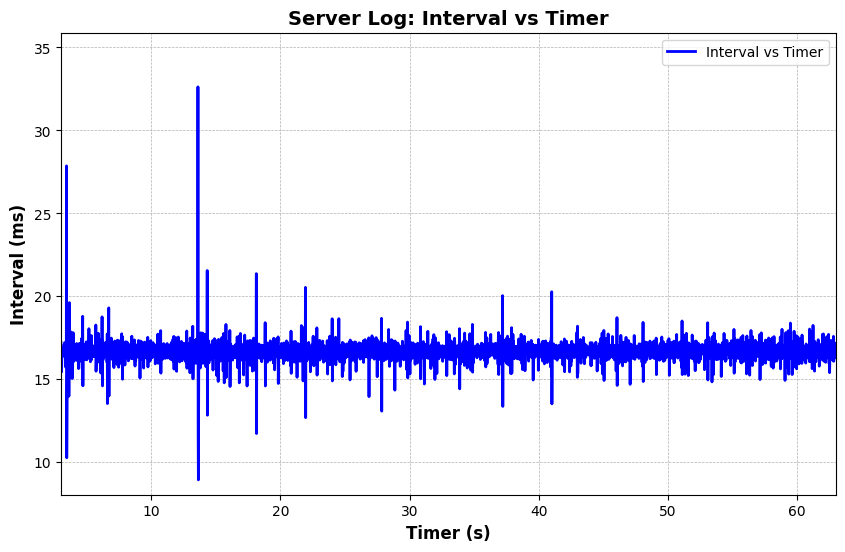 Server Log: Interval vs Timer
Interval vs Timer
35
30
25
20
15
10
Interval (ms)
10 20 30 40 50 60
Timer (s)